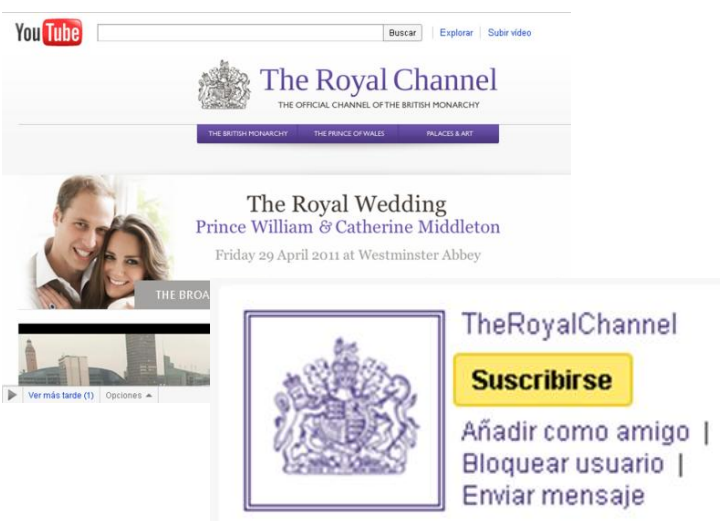 YouTube
Buscar
Explorar
Subir vídeo
The Royal Channel
THE OFFICIAL CHANNEL OF THE BRITISH MONARCHY
THE BRITISH MONARCHY
THE PRINCE OF WALES
PALACES & ART
The Royal Wedding
Prince William & Catherine Middleton
Friday 29 April 2011 at Westminster Abbey
THE BROA
Ver más tarde (1)
Opciones
TheRoyalChannel
Suscribirse
Añadir como amigo |
Bloquear usuario |
Enviar mensaje